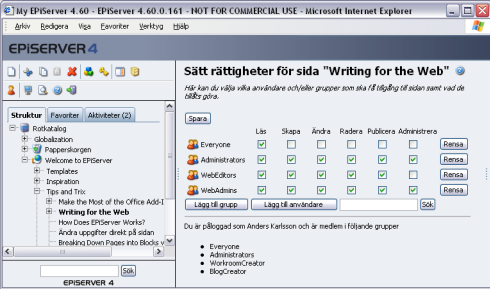 My EPiServer 4.60 - EPiServer 4.60.0.161 - NOT FOR COMMERCIAL USE - Microsoft Internet Explorer
Arkiv Redigera Visa Favoriter Verktyg Hjälp
EPiSERVER 4
Struktur Favoriter Aktiviteter (2)
Rotkatalog
Globalization
Papperskorgen
Welcome to EPiServer
Templates
Inspiration
Tips and Trix
Make the Most of the Office Add-I
Writing for the Web
How Does EPiServer Works?
Ändra uppgifter direkt på sidan
Breaking Down Pages into Blocks v
Sök
EPiSERVER 4
Sätt rättigheter för sida "Writing for the Web"
Här kan du välja vilka användare och/eller grupper som ska få tillgång till sidan samt vad de
tillåts göra.
Spara
Läs Skapa Ändra Radera Publicera Administrera
Everyone Rensa
Administrators Rensa
WebEditors Rensa
WebAdmins Rensa
Lägg till grupp Lägg till användare Sök
Du är påloggad som Anders Karlsson och är medlem i följande grupper
Everyone
Administrators
WorkroomCreator
BlogCreator